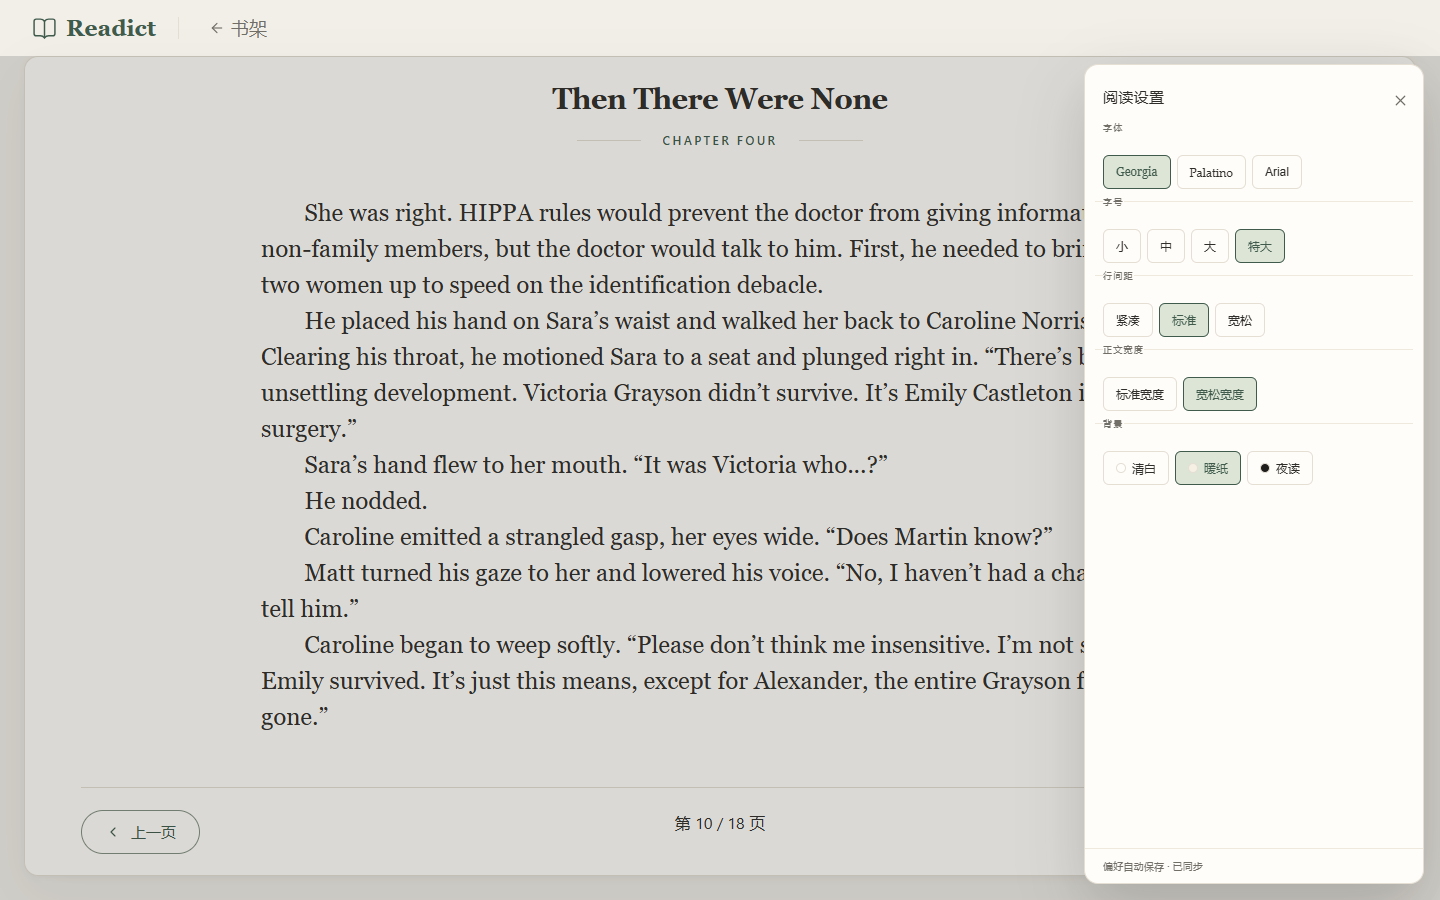 Readict
书架
Then There Were None
CHAPTER FOUR
She was right. HIPPA rules would prevent the doctor from giving informa
non-family members, but the doctor would talk to him. First, he needed to bri
two women up to speed on the identification debacle.
He placed his hand on Sara’s waist and walked her back to Caroline Norris
Clearing his throat, he motioned Sara to a seat and plunged right in. “There’s b
unsettling development. Victoria Grayson didn’t survive. It’s Emily Castleton i
surgery.”
Sara’s hand flew to her mouth. “It was Victoria who…?”
He nodded.
Caroline emitted a strangled gasp, her eyes wide. “Does Martin know?”
Matt turned his gaze to her and lowered his voice. “No, I haven’t had a cha
tell him.”
Caroline began to weep softly. “Please don’t think me insensitive. I’m not s
Emily survived. It’s just this means, except for Alexander, the entire Grayson f
gone.”
上一页
第 10 / 18 页
阅读设置
字体
Georgia Palatino Arial
字号
小 中 大 特大
行间距
紧凑 标准 宽松
正文宽度
标准宽度 宽松宽度
背景
清白 暖纸 夜读
偏好自动保存 · 已同步